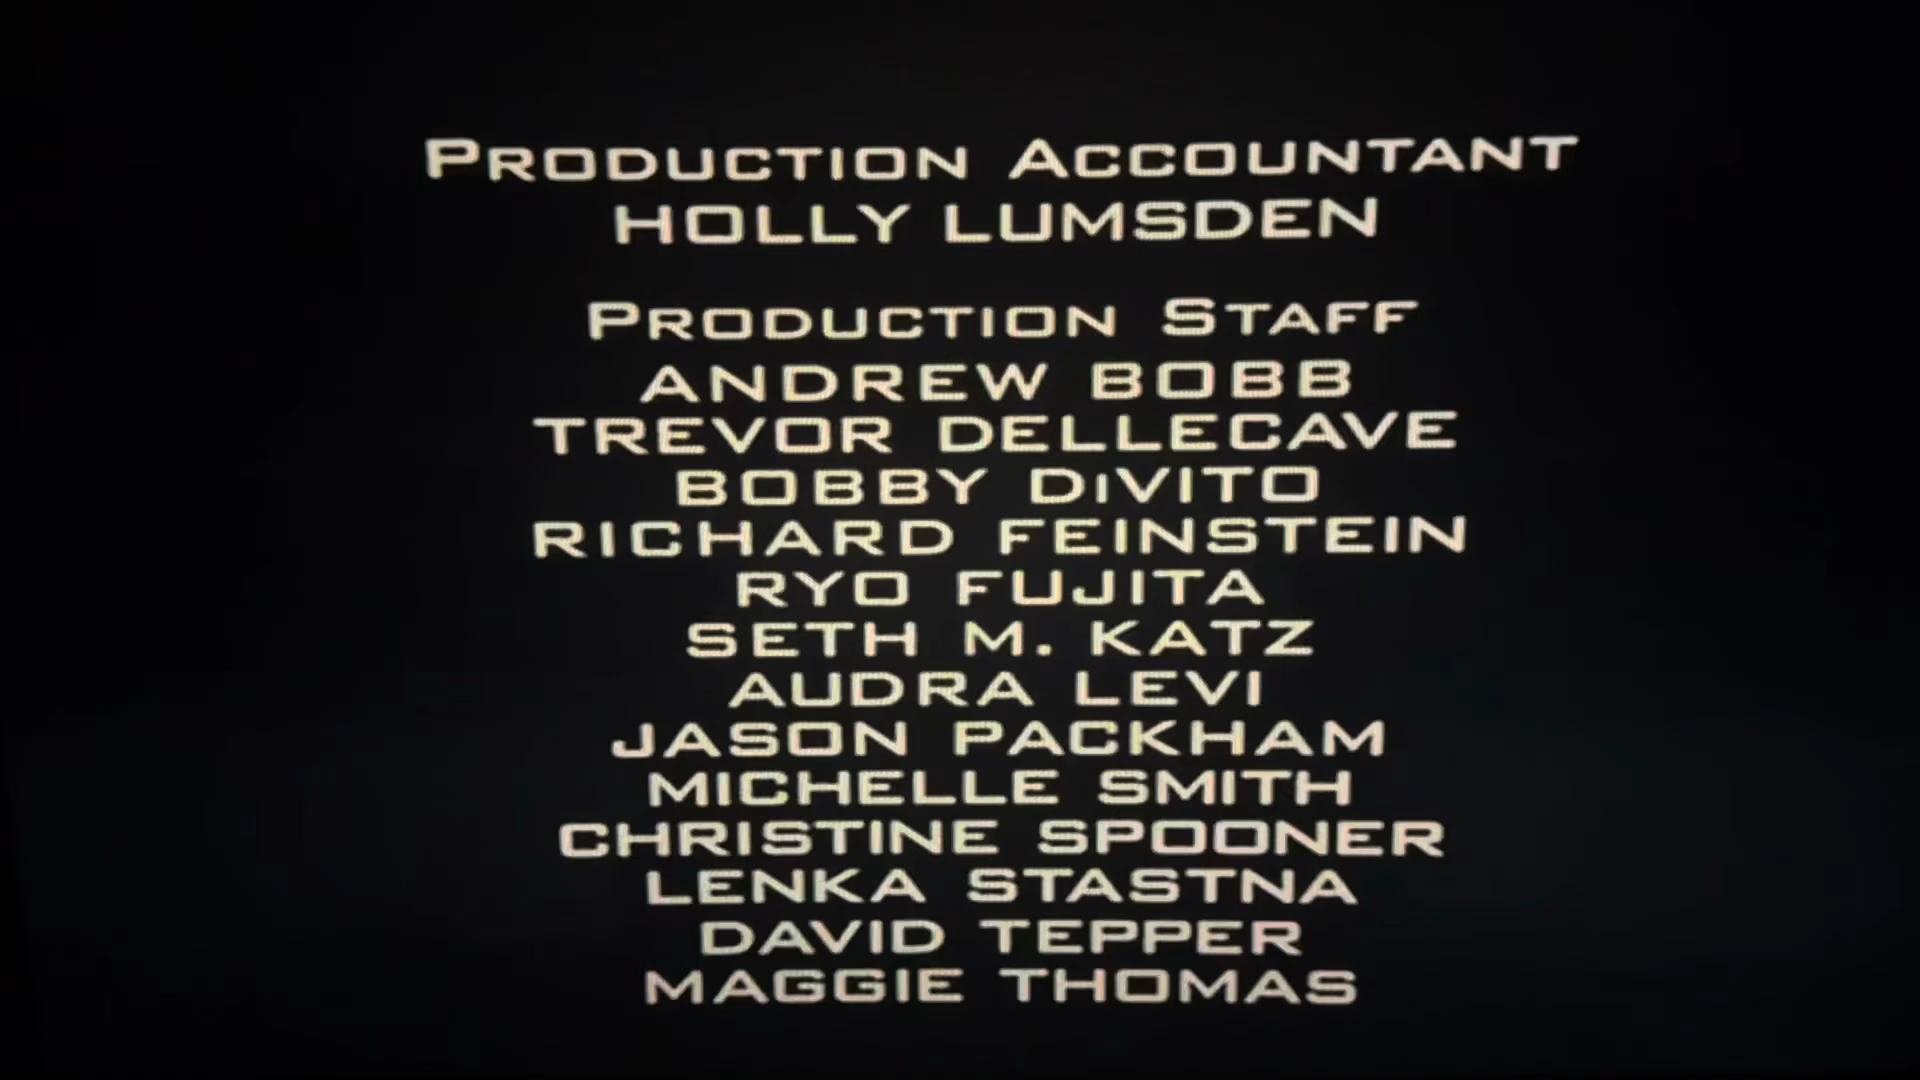 Production Accountant
HOLLY LUMSDEN
Production Staff
ANDREW BOBB
TREVOR DELLECAVE
BOBBY DiVITO
RICHARD FEINSTEIN
RYO FUJITA
SETH M. KATZ
AUDRA LEVI
JASON PACKHAM
MICHELLE SMITH
CHRISTINE SPOONER
LENKA STASTNA
DAVID TEPPER
MAGGIE THOMAS